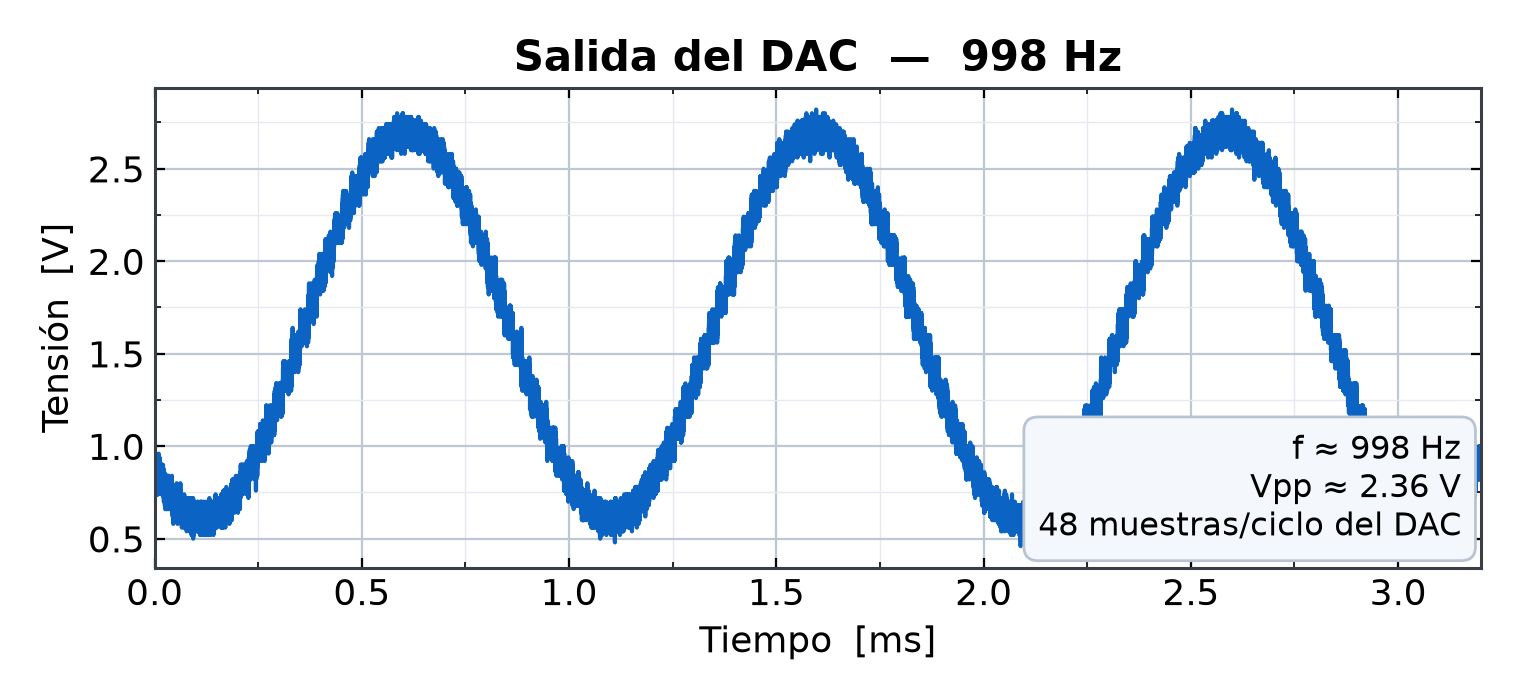 Salida del DAC — 998 Hz
Tensión [V]
2.5
2.0
1.5
1.0
0.5
f ≈ 998 Hz
Vpp ≈ 2.36 V
48 muestras/ciclo del DAC
0.0 0.5 1.0 1.5 2.0 2.5 3.0
Tiempo [ms]